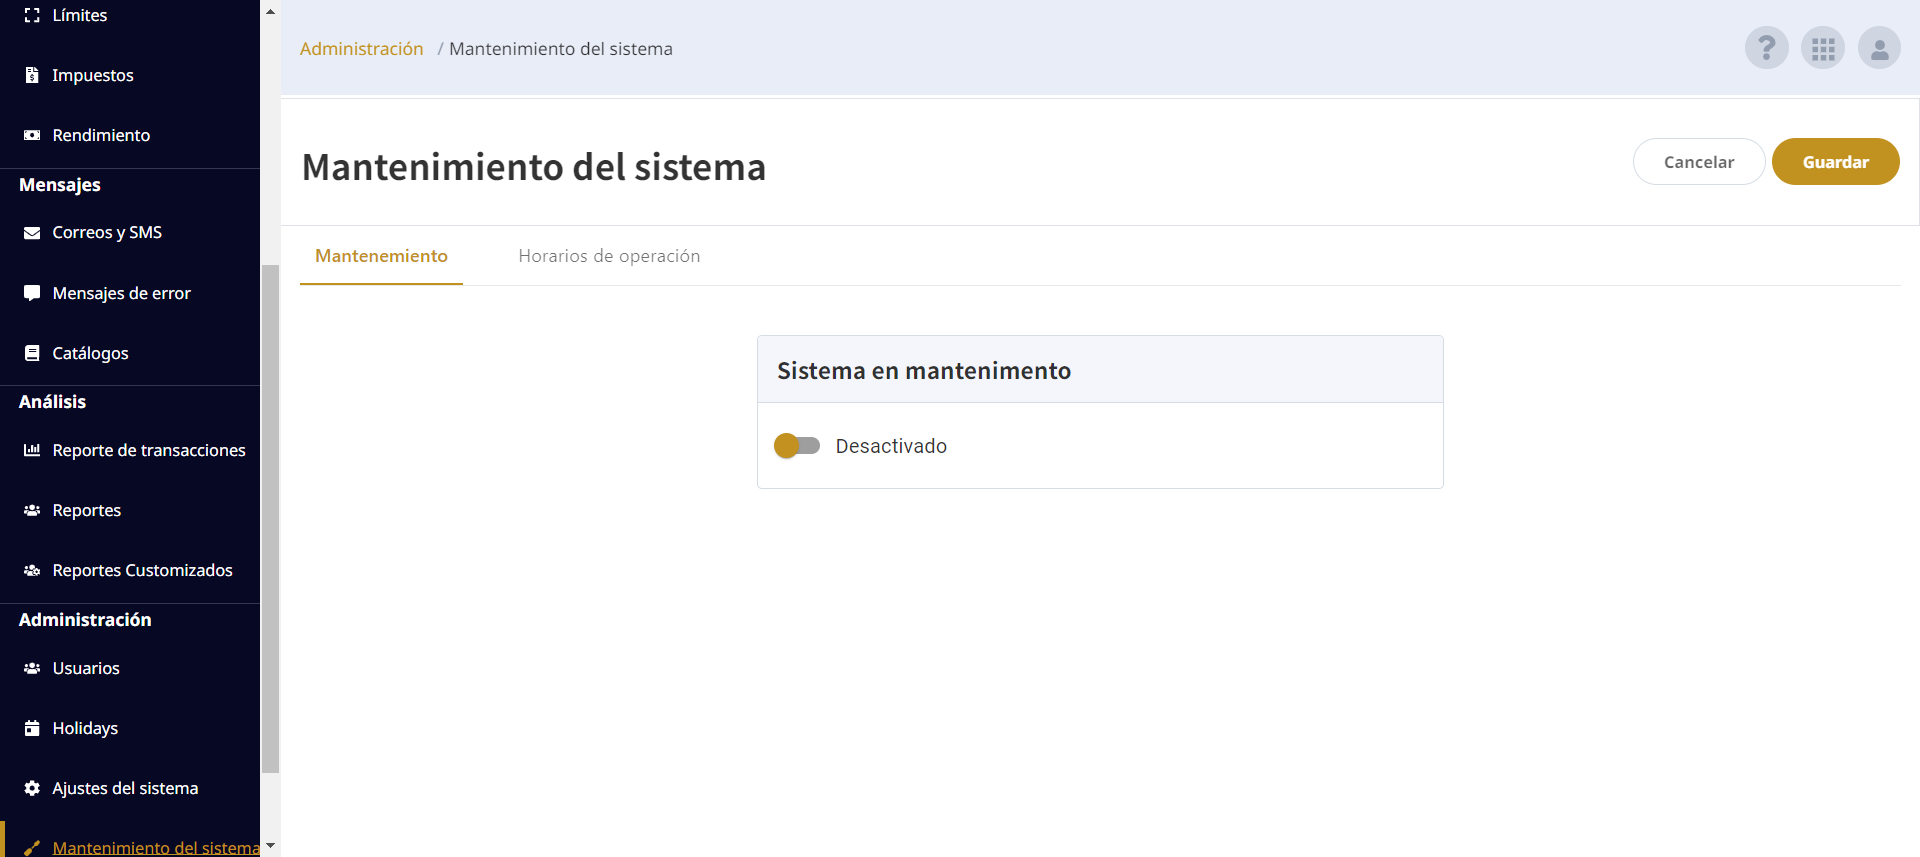 Límites
Impuestos
Rendimiento
Mensajes
Correos y SMS
Mensajes de error
Catálogos
Análisis
Reporte de transacciones
Reportes
Reportes Customizados
Administración
Usuarios
Holidays
Ajustes del sistema
Mantenimiento del sistema
Administración / Mantenimiento del sistema
?
Mantenimiento del sistema
Cancelar
Guardar
Mantenemiento
Horarios de operación
Sistema en mantenimento
Desactivado